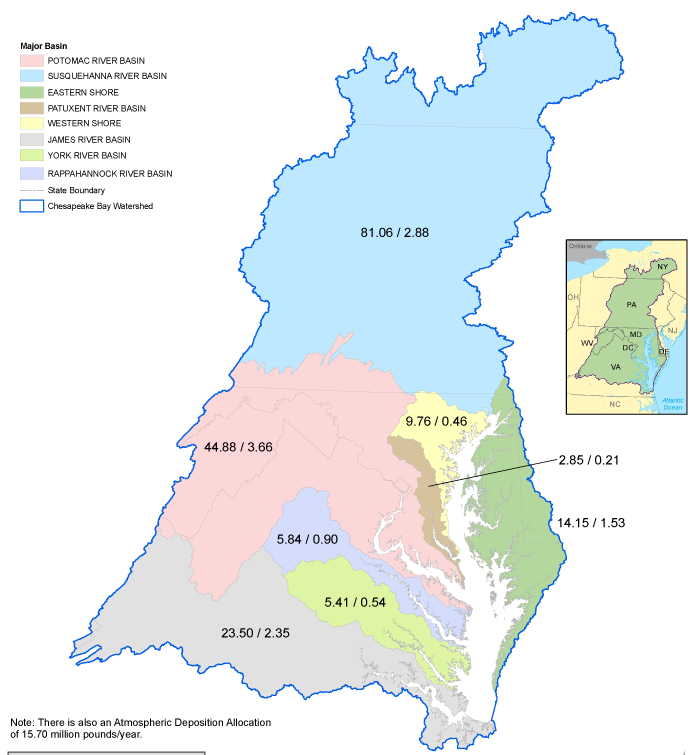 Major Basin
POTOMAC RIVER BASIN
SUSQUEHANNA RIVER BASIN
EASTERN SHORE
PATUXENT RIVER BASIN
WESTERN SHORE
JAMES RIVER BASIN
YORK RIVER BASIN
RAPPAHANNOCK RIVER BASIN
State Boundary
Chesapeake Bay Watershed
81.06 / 2.88
Ontario
NY
OH
PA
NJ
MD
WV
DC
DE
VA
NC
Atlantic
Ocean
9.76 / 0.46
44.88 / 3.66
2.85 / 0.21
14.15 / 1.53
5.84 / 0.90
5.41 / 0.54
23.50 / 2.35
Note: There is also an Atmospheric Deposition Allocation
of 15.70 million pounds/year.